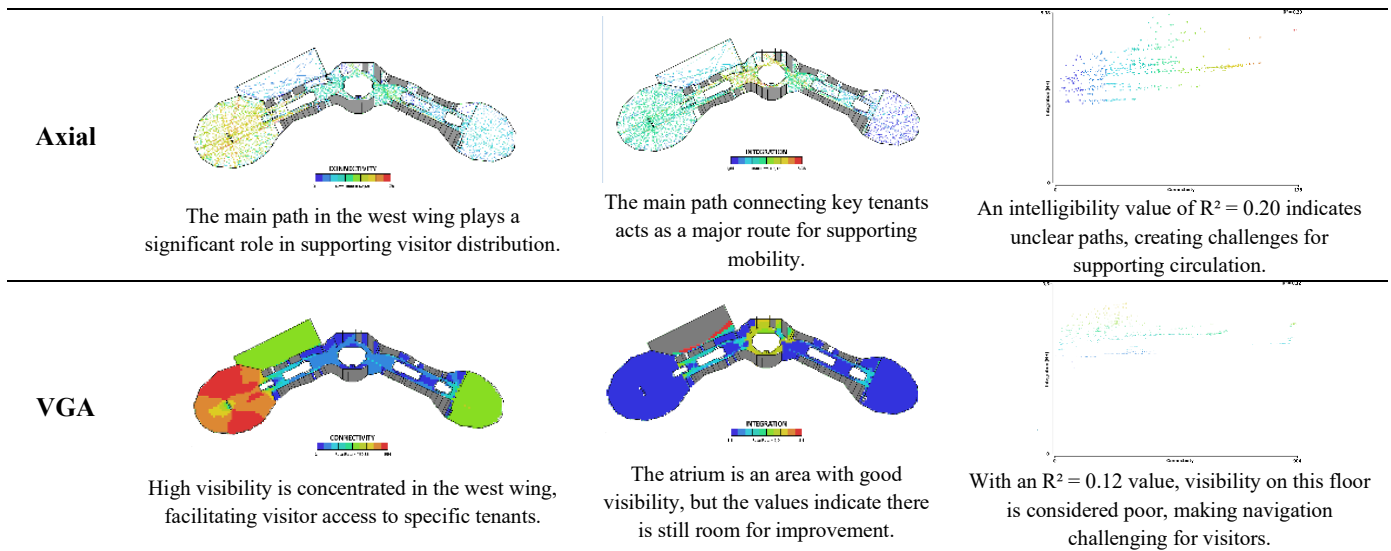 R² = 0.20
Axial
CONNECTIVITY
INTEGRATION
Connectivity
The main path in the west wing plays a
significant role in supporting visitor distribution.
The main path connecting key tenants
acts as a major route for supporting
mobility.
An intelligibility value of R² = 0.20 indicates
unclear paths, creating challenges for
supporting circulation.
VGA
CONNECTIVITY
INTEGRATION
Connectivity
High visibility is concentrated in the west wing,
facilitating visitor access to specific tenants.
The atrium is an area with good
visibility, but the values indicate there
is still room for improvement.
With an R² = 0.12 value, visibility on this floor
is considered poor, making navigation
challenging for visitors.